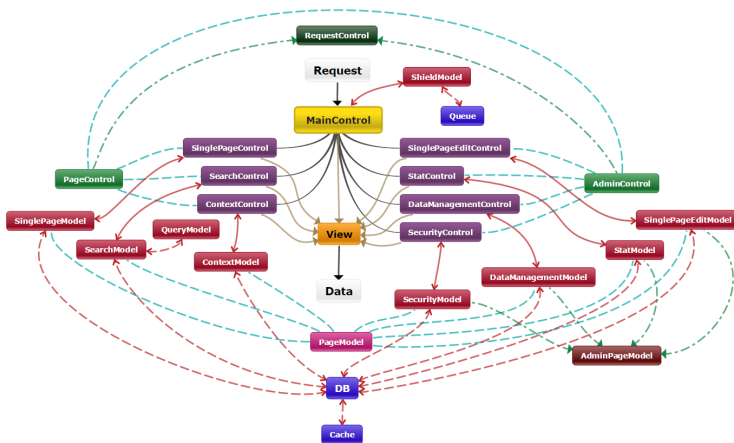 RequestControl
Request
ShieldModel
MainControl
Queue
SinglePageControl
SinglePageEditControl
SearchControl
StatControl
PageControl
AdminControl
ContextControl
DataManagementControl
SinglePageModel
SinglePageEditModel
QueryModel
View
SecurityControl
SearchModel
StatModel
ContextModel
DataManagementModel
Data
SecurityModel
PageModel
AdminPageModel
DB
Cache